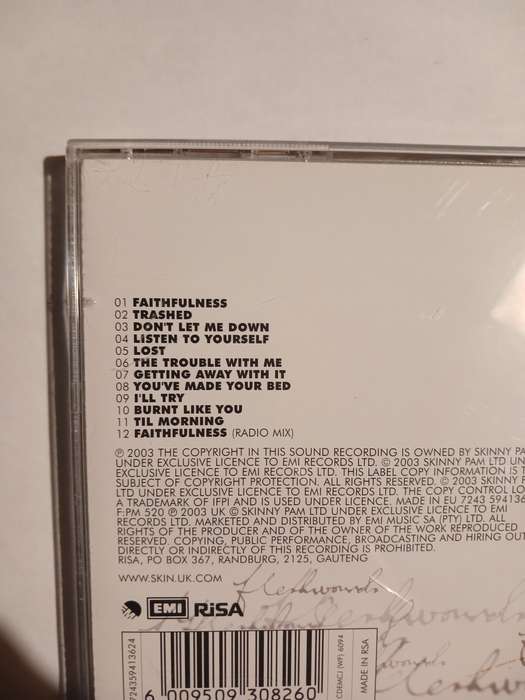 01 FAITHFULNESS
02 TRASHED
03 DON'T LET ME DOWN
04 LiSTEN TO YOURSELF
05 LOST
06 THE TROUBLE WITH ME
07 GETTING AWAY WITH IT
08 YOU'VE MADE YOUR BED
09 I'LL TRY
10 BURNT LIKE YOU
11 TIL MORNING
12 FAITHFULNESS (RADIO MIX)
℗ 2003 THE COPYRIGHT IN THIS SOUND RECORDING IS OWNED BY SKINNY
UNDER EXCLUSIVE LICENCE TO EMI RECORDS LTD. © 2003 SKINNY PAM LTD
EXCLUSIVE LICENCE TO EMI RECORDS LTD. THIS LABEL COPY INFORMATION IS
SUBJECT OF COPYRIGHT PROTECTION. ALL RIGHTS RESERVED. © 2003 SKINNY
LTD UNDER EXCLUSIVE LICENCE TO EMI RECORDS LTD. THE COPY CONTROL
A TRADEMARK OF IFPI AND IS USED UNDER LICENCE. MADE IN EU 7243 594136
F:PM 520 ℗ 2003 UK © SKINNY PAM LTD UNDER EXCLUSIVE LICENCE TO EMI
RECORDS LTD. MARKETED AND DISTRIBUTED BY EMI MUSIC SA (PTY) LTD. ALL
RIGHTS OF THE PRODUCER AND OF THE OWNER OF THE WORK REPRODUCED
RESERVED. COPYING, PUBLIC PERFORMANCE, BROADCASTING AND HIRING OUT
DIRECTLY OR INDIRECTLY OF THIS RECORDING IS PROHIBITED.
RISA, PO BOX 367, RANDBURG, 2125, GAUTENG
WWW.SKIN.UK.COM
fleshwounds
EMI RiSA
fleshwounds
724359413624
6 009509 308260
CDEMCJ (WF) 6094
MADE IN RSA